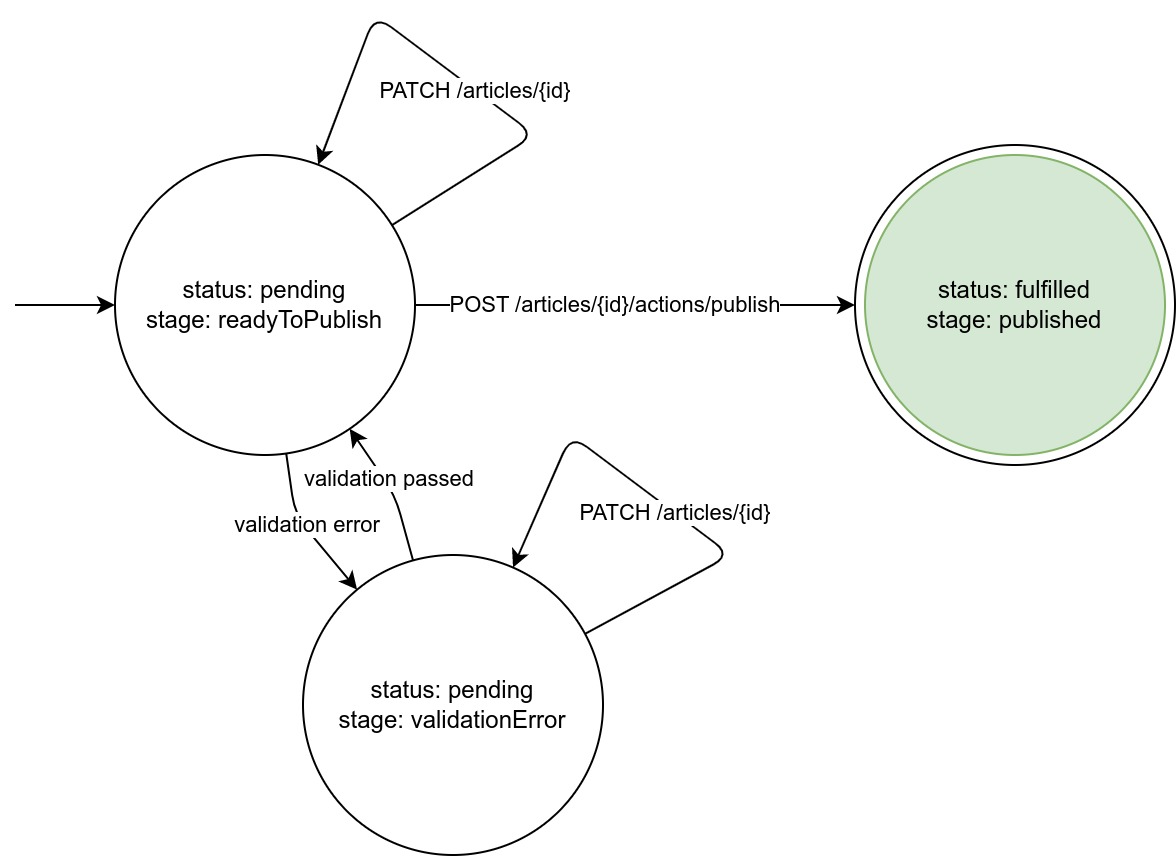 PATCH /articles/{id}
status: pending
stage: readyToPublish
POST /articles/{id}/actions/publish
status: fulfilled
stage: published
validation passed
validation error
PATCH /articles/{id}
status: pending
stage: validationError